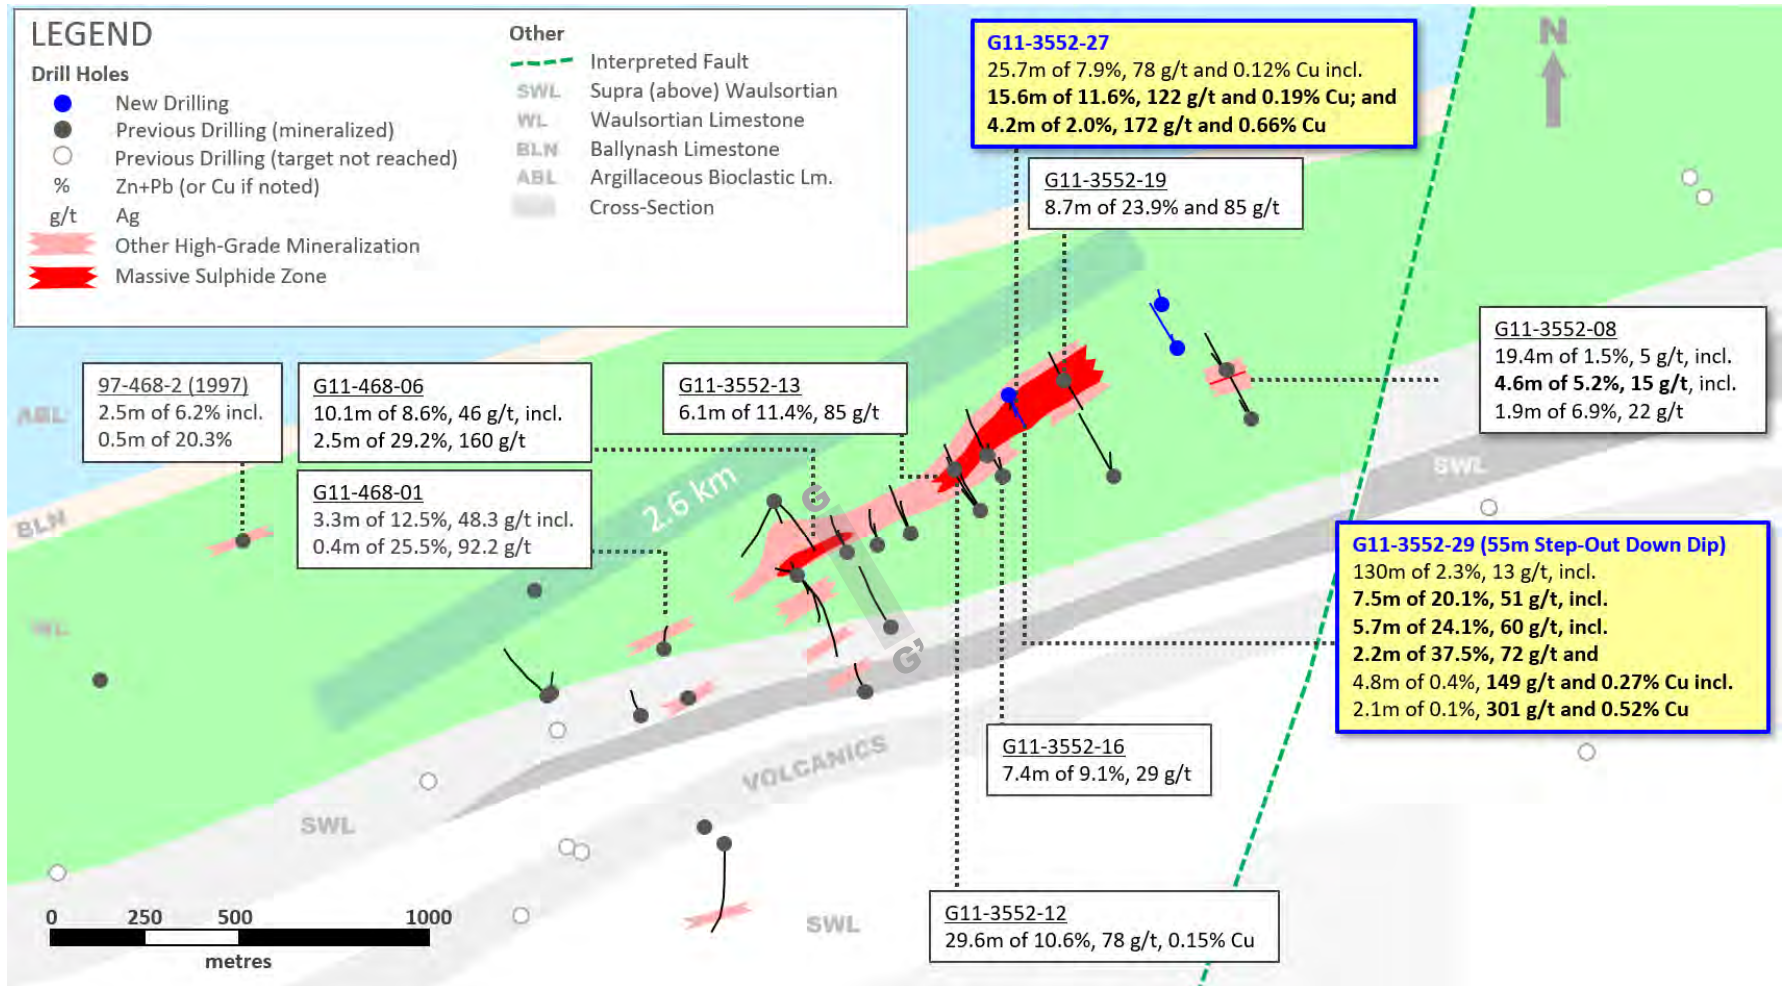 LEGEND
Drill Holes
New Drilling
Previous Drilling (mineralized)
Previous Drilling (target not reached)
% Zn+Pb (or Cu if noted)
g/t Ag
Other High-Grade Mineralization
Massive Sulphide Zone
Other
Interpreted Fault
SWL Supra (above) Waulsortian
WL Waulsortian Limestone
BLN Ballynash Limestone
ABL Argillaceous Bioclastic Lm.
Cross-Section
G11-3552-27
25.7m of 7.9%, 78 g/t and 0.12% Cu incl.
15.6m of 11.6%, 122 g/t and 0.19% Cu; and
4.2m of 2.0%, 172 g/t and 0.66% Cu
N
G11-3552-19
8.7m of 23.9% and 85 g/t
G11-3552-08
19.4m of 1.5%, 5 g/t, incl.
4.6m of 5.2%, 15 g/t, incl.
1.9m of 6.9%, 22 g/t
97-468-2 (1997)
2.5m of 6.2% incl.
0.5m of 20.3%
G11-468-06
10.1m of 8.6%, 46 g/t, incl.
2.5m of 29.2%, 160 g/t
G11-3552-13
6.1m of 11.4%, 85 g/t
G11-468-01
3.3m of 12.5%, 48.3 g/t incl.
0.4m of 25.5%, 92.2 g/t
ABL
BLN
WL
2.6 km
G
G'
SWL
G11-3552-29 (55m Step-Out Down Dip)
130m of 2.3%, 13 g/t, incl.
7.5m of 20.1%, 51 g/t, incl.
5.7m of 24.1%, 60 g/t, incl.
2.2m of 37.5%, 72 g/t and
4.8m of 0.4%, 149 g/t and 0.27% Cu incl.
2.1m of 0.1%, 301 g/t and 0.52% Cu
G11-3552-16
7.4m of 9.1%, 29 g/t
VOLCANICS
SWL
SWL
G11-3552-12
29.6m of 10.6%, 78 g/t, 0.15% Cu
0 250 500 1000
metres